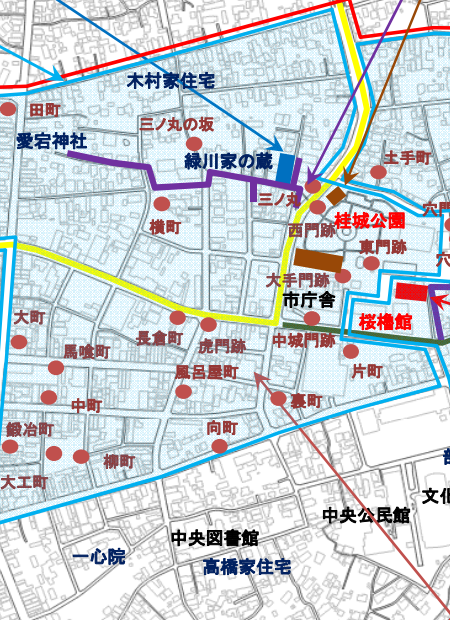 木村家住宅
田町
三ノ丸の坂
愛宕神社
緑川家の蔵
土手町
三ノ丸
横町
穴門
西門跡
桂城公園
東門跡
穴
大手門跡
市庁舎
大町
桜櫓館
長倉町
虎門跡
中城門跡
馬喰町
風呂屋町
片町
中町
裏町
鍛冶町
向町
柳町
大工町
文化
中央公民館
中央図書館
一心院
高橋家住宅